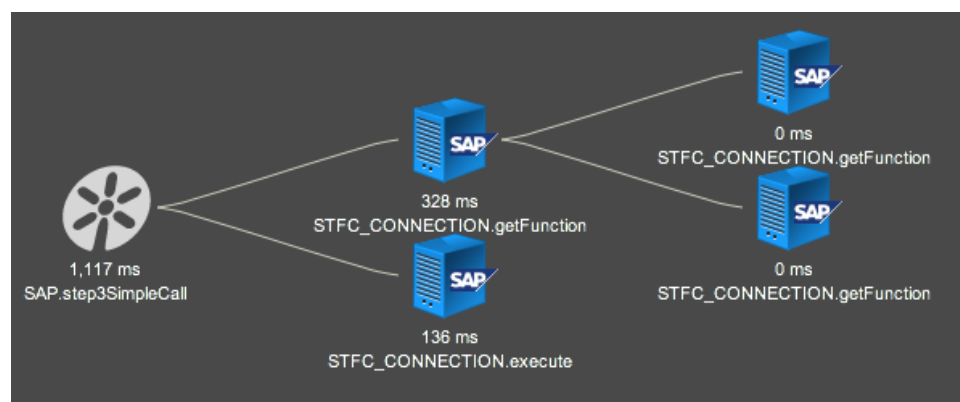 SAP
0 ms
STFC_CONNECTION.getFunction
SAP
328 ms
STFC_CONNECTION.getFunction
SAP
0 ms
STFC_CONNECTION.getFunction
1,117 ms
SAP.step3SimpleCall
SAP
136 ms
STFC_CONNECTION.execute